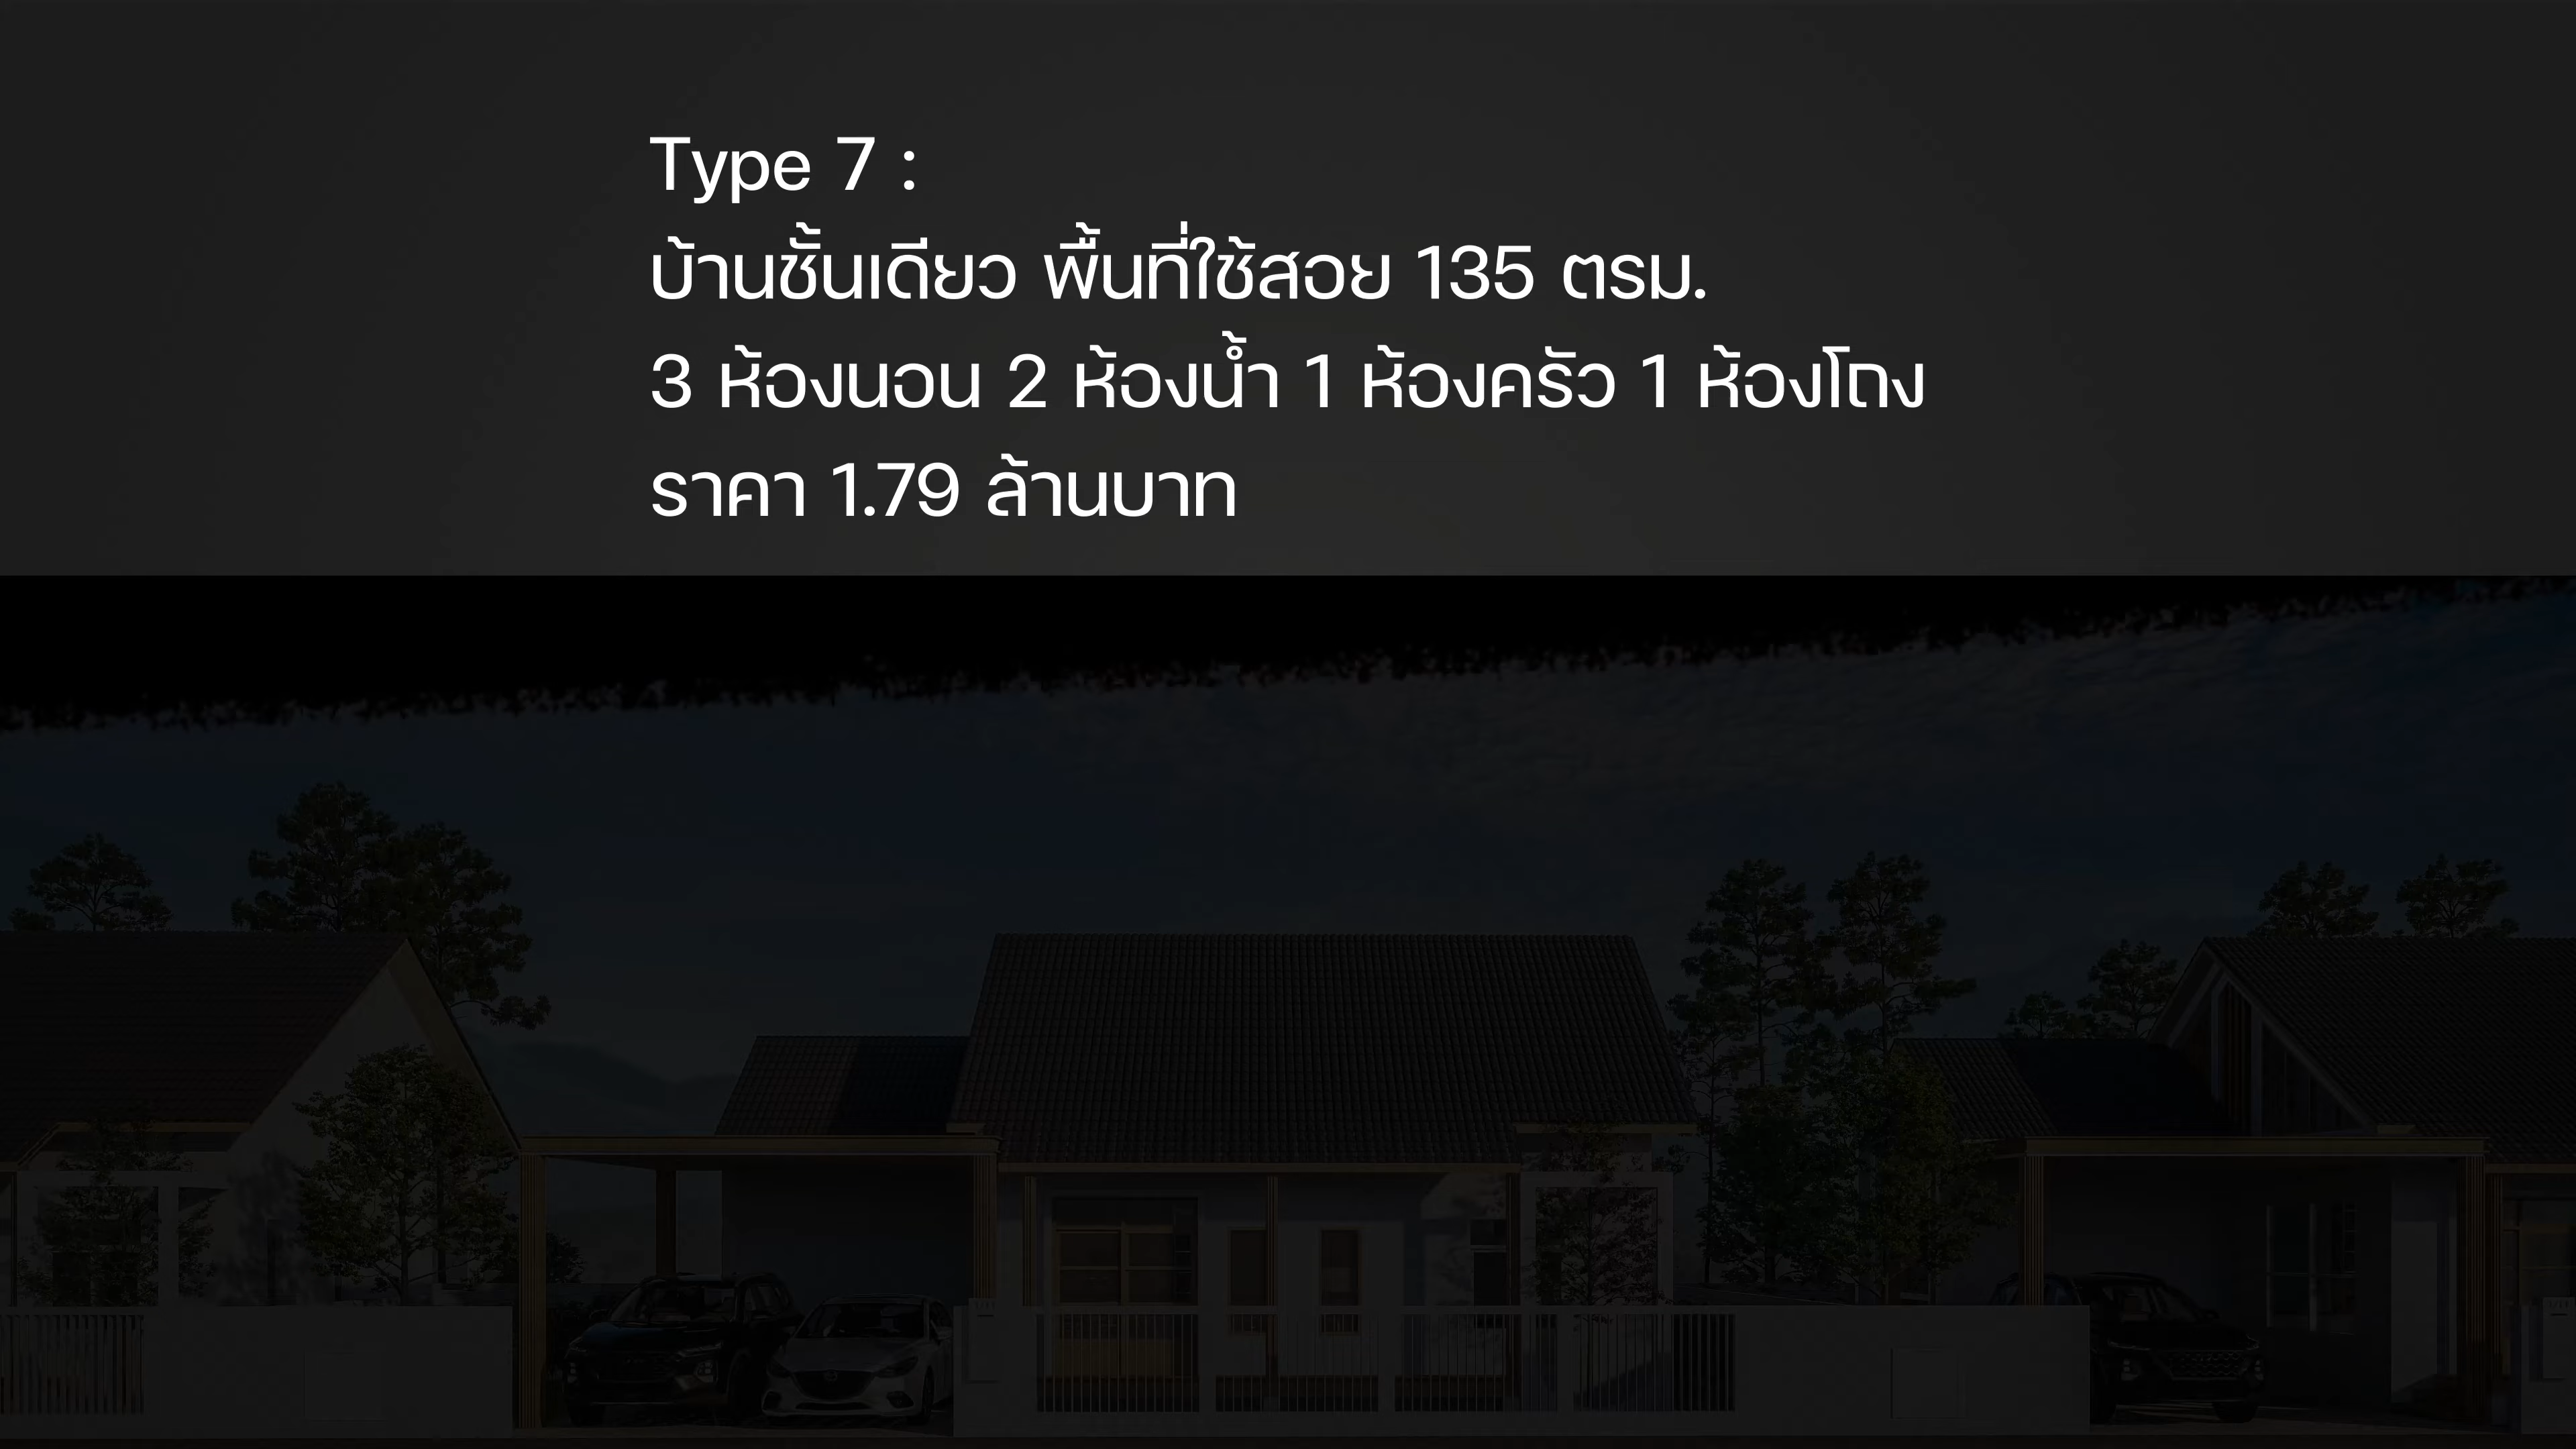 Type 7 :
บ้านชั้นเดียว พื้นที่ใช้สอย 135 ตรม.
3 ห้องนอน 2 ห้องน้ำ 1 ห้องครัว 1 ห้องโถง
ราคา 1.79 ล้านบาท